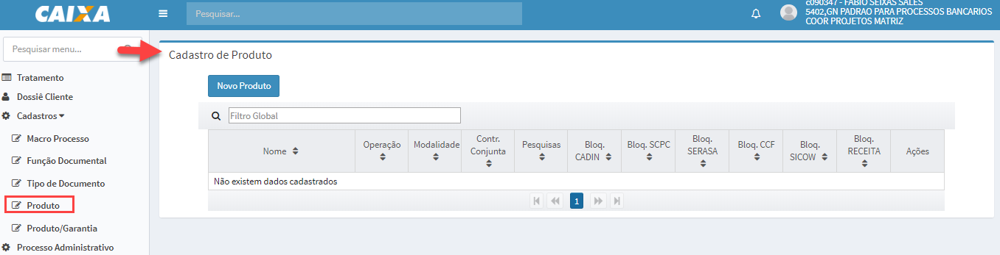 CAIXA
Pesquisar...
c090347 - FABIO SEIXAS SALES
5402,GN PADRAO PARA PROCESSOS BANCARIOS
COOR PROJETOS MATRIZ
Pesquisar menu...
Tratamento
Dossiê Cliente
Cadastros
Macro Processo
Função Documental
Tipo de Documento
Produto
Produto/Garantia
Processo Administrativo
Cadastro de Produto
Novo Produto
Filtro Global
Nome
Operação
Modalidade
Contr.
Conjunta
Pesquisas
Bloq.
CADIN
Bloq. SCPC
Bloq.
SERASA
Bloq. CCF
Bloq.
SICOW
Bloq.
RECEITA
Ações
Não existem dados cadastrados
1